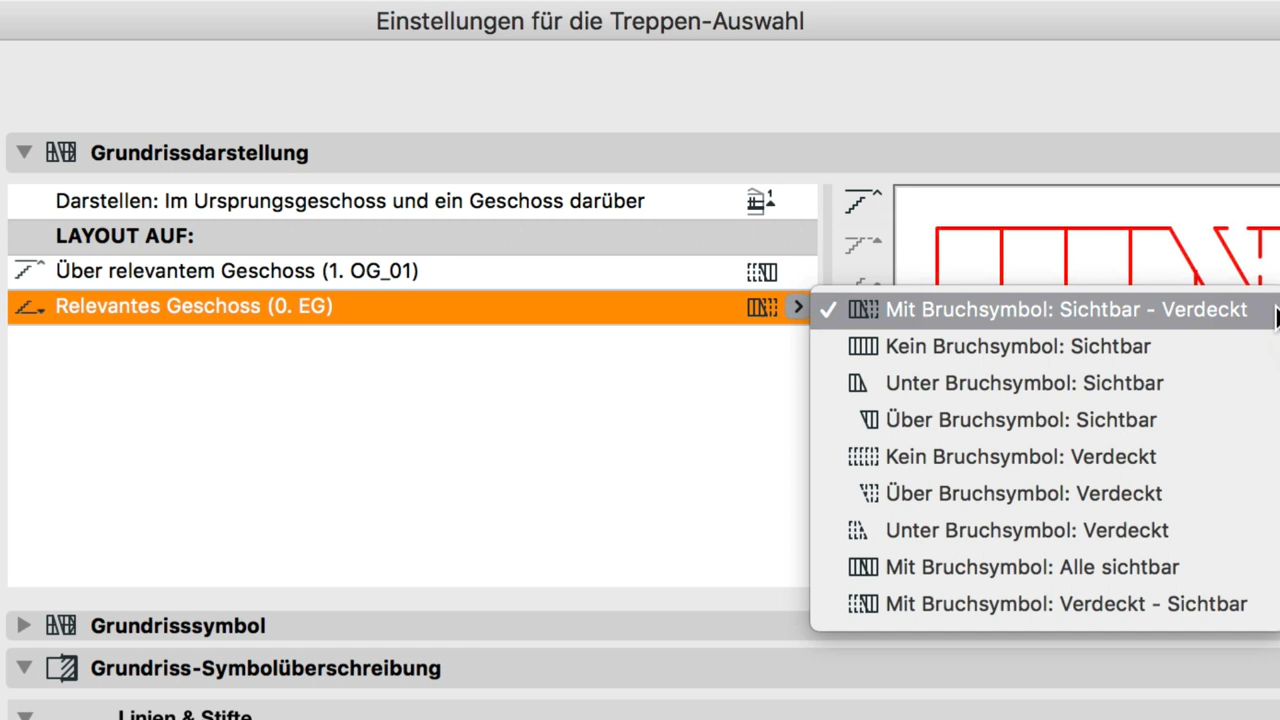 Einstellungen für die Treppen-Auswahl
Grundrissdarstellung
Darstellen: Im Ursprungsgeschoss und ein Geschoss darüber
1
LAYOUT AUF:
Über relevantem Geschoss (1. OG_01)
Relevantes Geschoss (0. EG)
Mit Bruchsymbol: Sichtbar - Verdeckt
Kein Bruchsymbol: Sichtbar
Unter Bruchsymbol: Sichtbar
Über Bruchsymbol: Sichtbar
Kein Bruchsymbol: Verdeckt
Über Bruchsymbol: Verdeckt
Unter Bruchsymbol: Verdeckt
Mit Bruchsymbol: Alle sichtbar
Mit Bruchsymbol: Verdeckt - Sichtbar
Grundrisssymbol
Grundriss-Symbolüberschreibung
Linien & Stifte